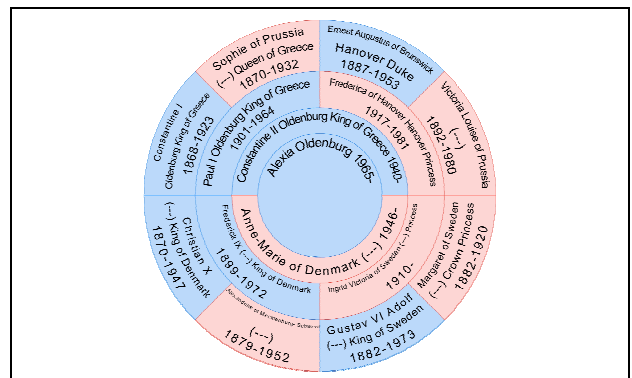 Sophie of Prussia
(---) Queen of Greece
1870-1932
Ernest Augustus of Brunswick
Hanover Duke
1887-1953
Constantine I
Oldenburg King of Greece
1868-1923
Paul I Oldenburg King of Greece
1901-1964
Frederica of Hanover Hanover Princess
1917-1981
Victoria Louise of Prussia
(---)
1892-1980
Constantine II Oldenburg King of Greece 1940-
Alexia Oldenburg 1965-
Anne-Marie of Denmark (---) 1946-
Christian X
(---) King of Denmark
1870-1947
Frederick IX (---) King of Denmark
1899-1972
Ingrid Victoria of Sweden (---) Princess
1910-
Margaret of Sweden
(---) Crown Princess
1882-1920
Alexandrine of Mecklenburg-Schwerin
(---)
1879-1952
Gustav VI Adolf
(---) King of Sweden
1882-1973